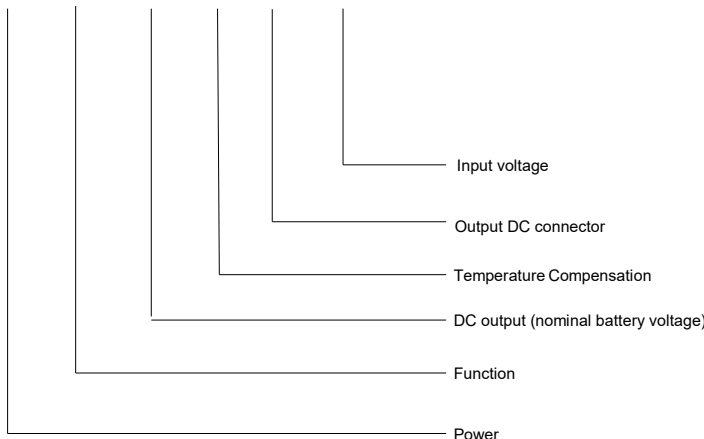 Input voltage
Output DC connector
Temperature Compensation
DC output (nominal battery voltage)
Function
Power